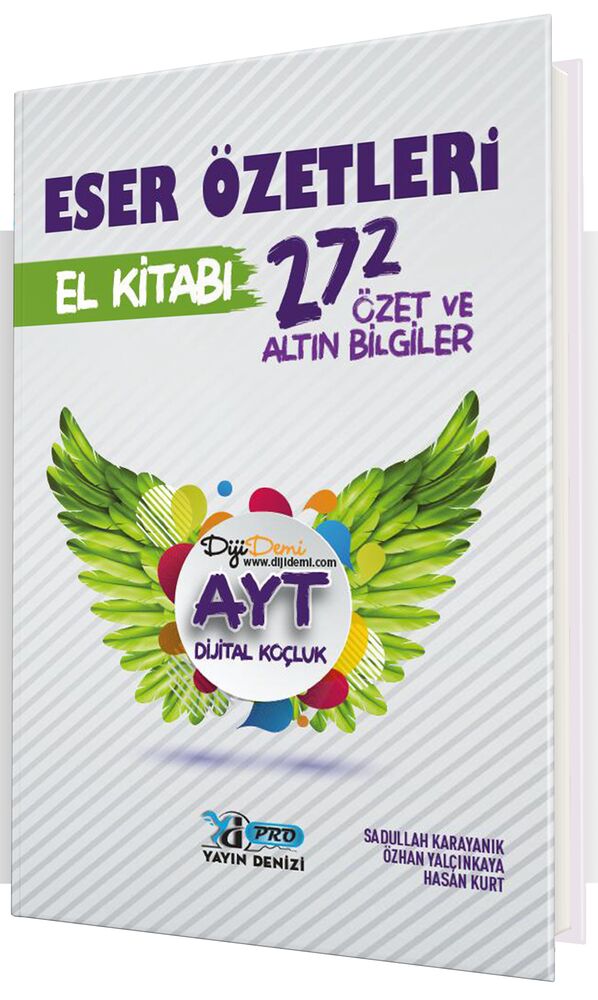 ESER ÖZETLERİ
EL KİTABI
272
ÖZET VE
ALTIN BİLGİLER
DijiDemi
www.dijidemi.com
AYT
DİJİTAL KOÇLUK
yd PRO
YAYIN DENİZİ
SADULLAH KARAYANIK
ÖZHAN YALÇINKAYA
HASAN KURT